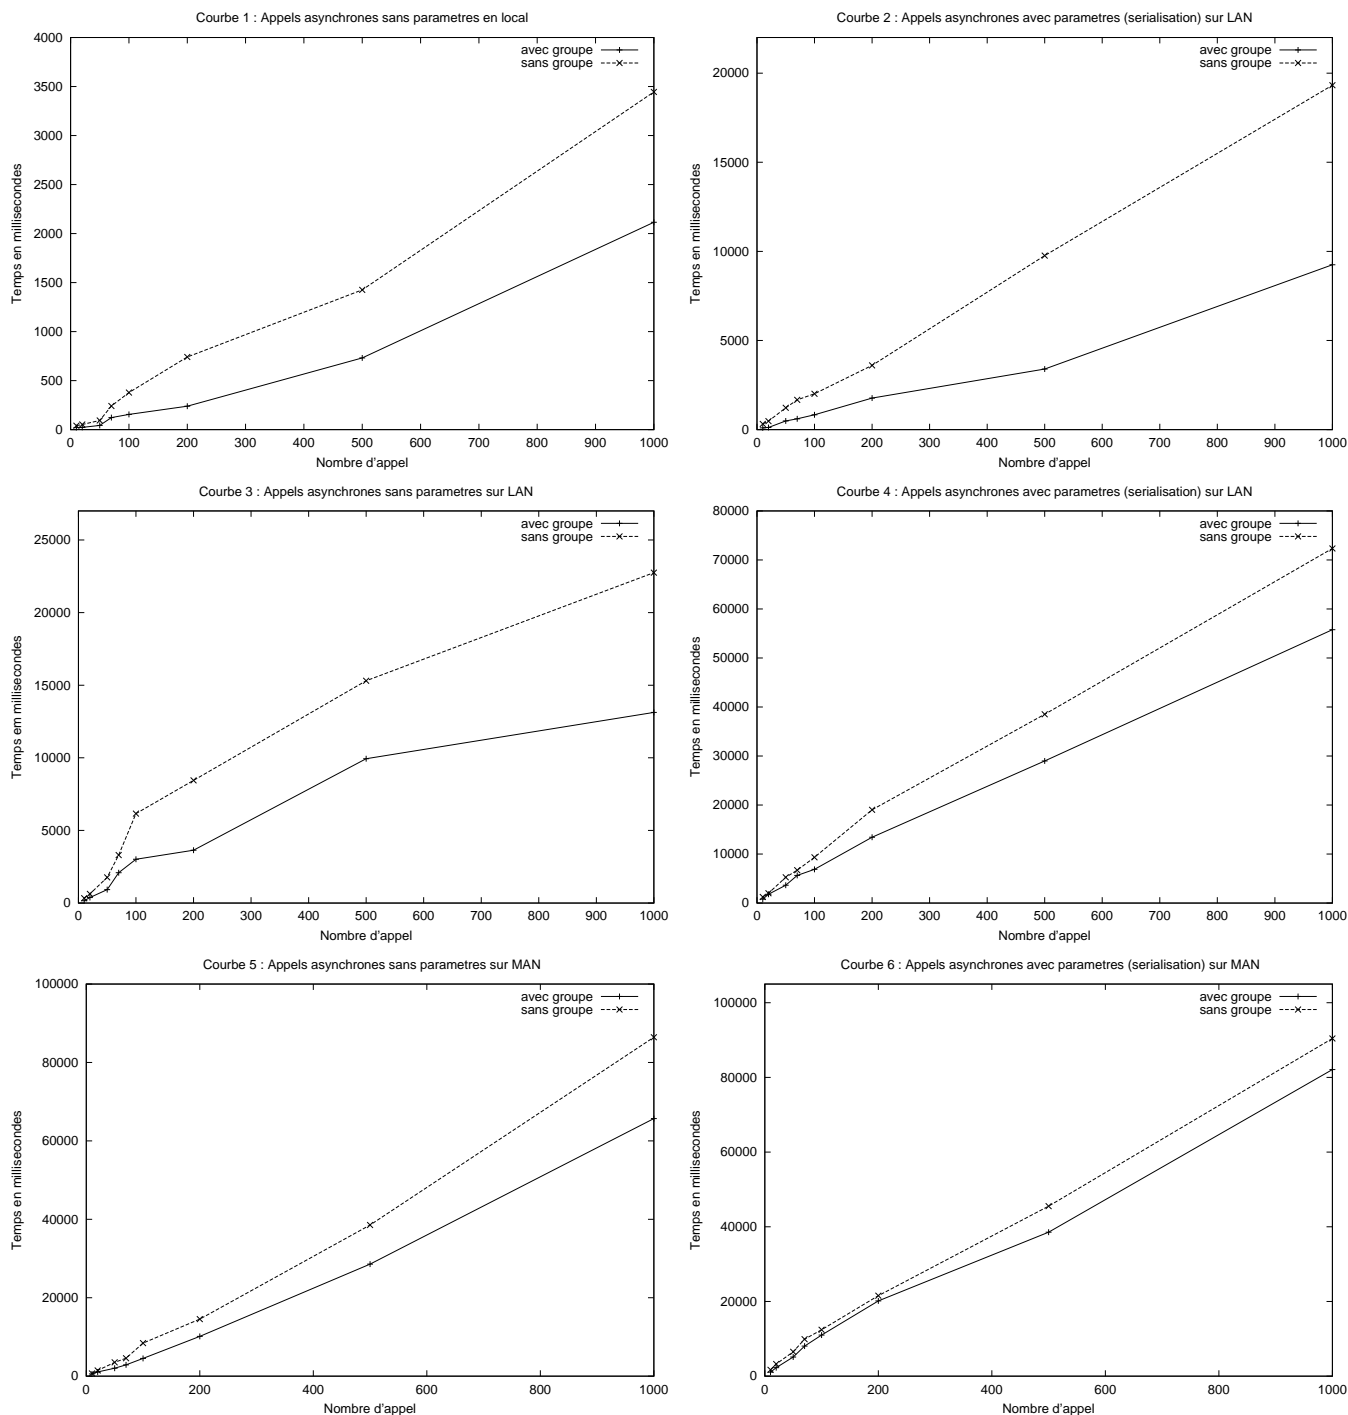 Courbe 1 : Appels asynchrones sans parametres en local
4000
3500
3000
2500
2000
1500
1000
500
0
0 100 200 300 400 500 600 700 800 900 1000
Temps en millisecondes
Nombre d'appel
avec groupe
sans groupe
Courbe 2 : Appels asynchrones avec parametres (serialisation) sur LAN
20000
15000
10000
5000
0
0 100 200 300 400 500 600 700 800 900 1000
Temps en millisecondes
Nombre d'appel
avec groupe
sans groupe
Courbe 3 : Appels asynchrones sans parametres sur LAN
25000
20000
15000
10000
5000
0
0 100 200 300 400 500 600 700 800 900 1000
Temps em millisecondes
Nombre d'appel
avec groupe
sans groupe
Courbe 4 : Appels asynchrones avec parametres (serialisation) sur LAN
80000
70000
60000
50000
40000
30000
20000
10000
0
0 100 200 300 400 500 600 700 800 900 1000
Temps en millisecondes
Nombre d'appel
avec groupe
sans groupe
Courbe 5 : Appels asynchrones sans parametres sur MAN
100000
80000
60000
40000
20000
0
0 200 400 600 800 1000
Temps en millisecondes
Nombre d'appel
avec groupe
sans groupe
Courbe 6 : Appels asynchrones avec parametres (serialisation) sur MAN
100000
80000
60000
40000
20000
0
0 200 400 600 800 1000
Temps en millisecondes
Nombre d'appel
avec groupe
sans groupe